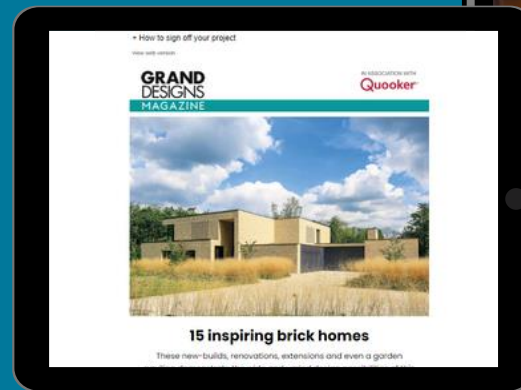 + How to sign off your project
View web version
GRAND
DESIGNS
MAGAZINE
IN ASSOCIATION WITH
Quooker
15 inspiring brick homes
These new-builds, renovations, extensions and even a garden